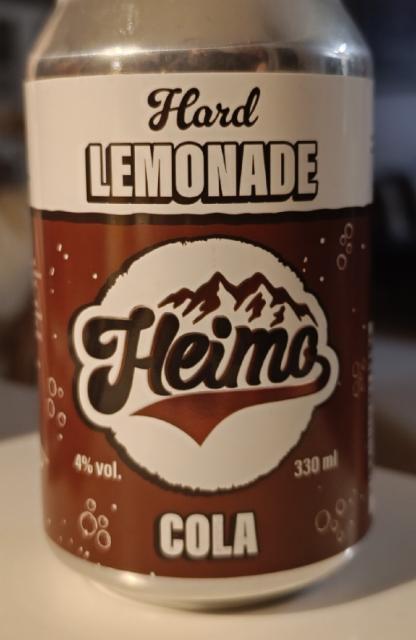 Hard
LEMONADE
Heimo
4% vol.
330 ml
COLA